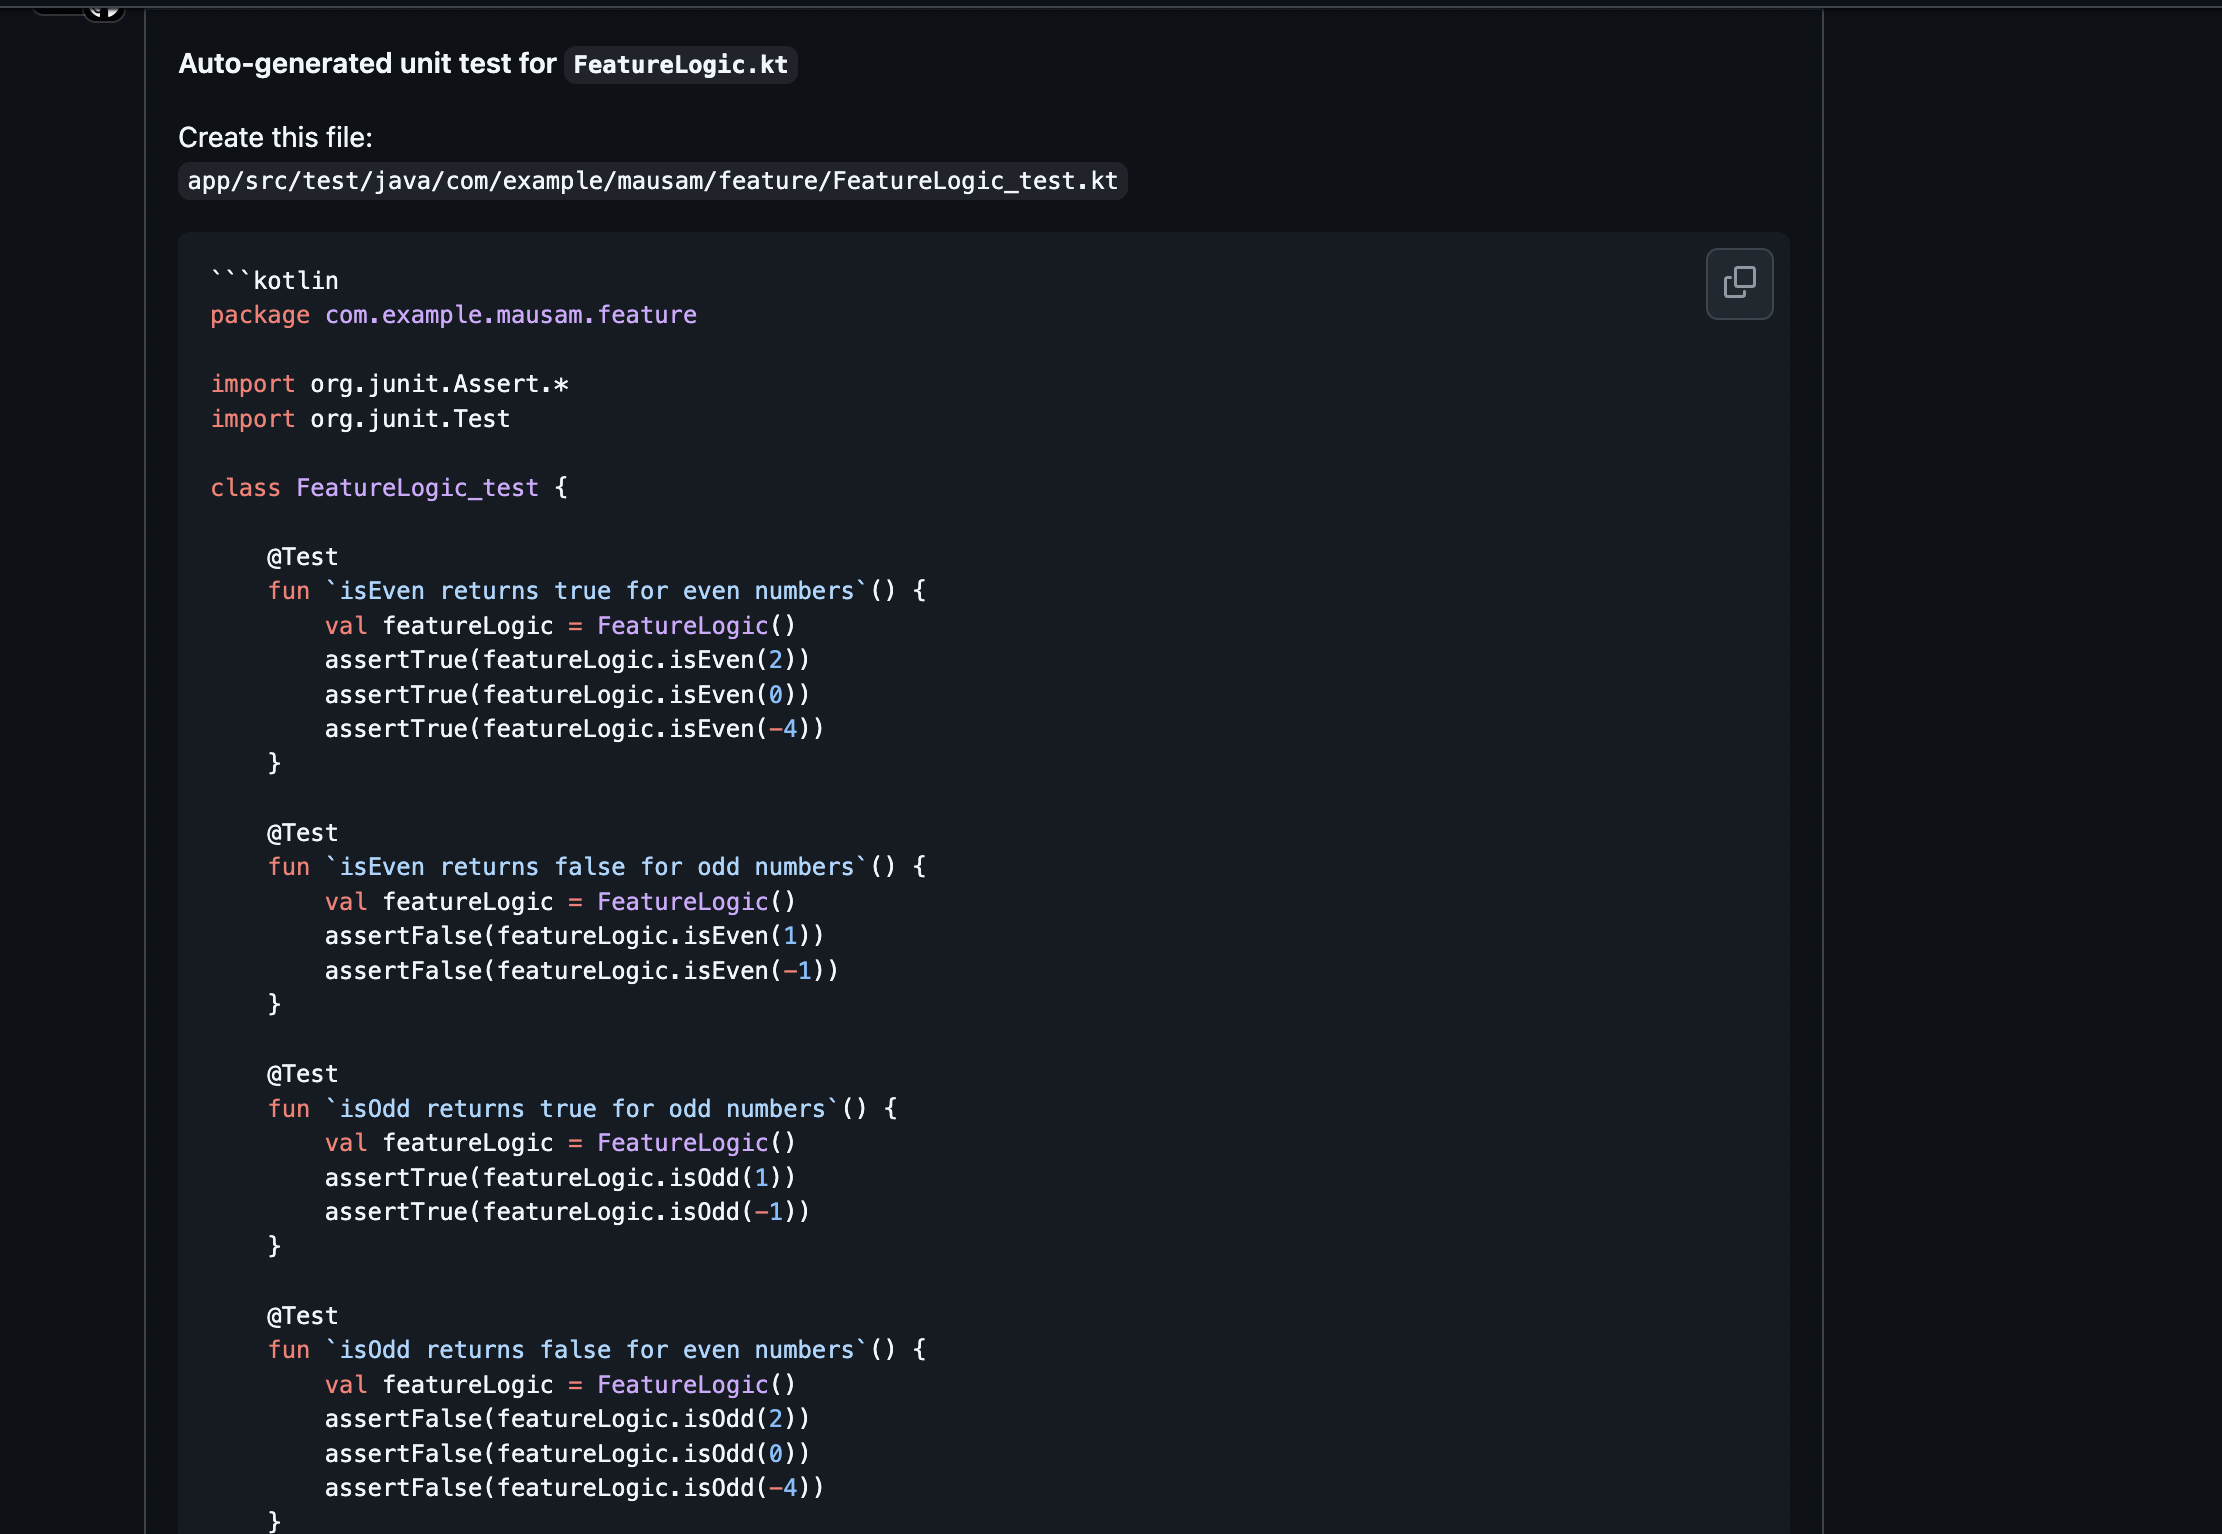 Auto-generated unit test for FeatureLogic.kt
Create this file:
app/src/test/java/com/example/mausam/feature/FeatureLogic_test.kt
```kotlin
package com.example.mausam.feature

import org.junit.Assert.*
import org.junit.Test

class FeatureLogic_test {

    @Test
    fun `isEven returns true for even numbers`() {
        val featureLogic = FeatureLogic()
        assertTrue(featureLogic.isEven(2))
        assertTrue(featureLogic.isEven(0))
        assertTrue(featureLogic.isEven(-4))
    }

    @Test
    fun `isEven returns false for odd numbers`() {
        val featureLogic = FeatureLogic()
        assertFalse(featureLogic.isEven(1))
        assertFalse(featureLogic.isEven(-1))
    }

    @Test
    fun `isOdd returns true for odd numbers`() {
        val featureLogic = FeatureLogic()
        assertTrue(featureLogic.isOdd(1))
        assertTrue(featureLogic.isOdd(-1))
    }

    @Test
    fun `isOdd returns false for even numbers`() {
        val featureLogic = FeatureLogic()
        assertFalse(featureLogic.isOdd(2))
        assertFalse(featureLogic.isOdd(0))
        assertFalse(featureLogic.isOdd(-4))
    }